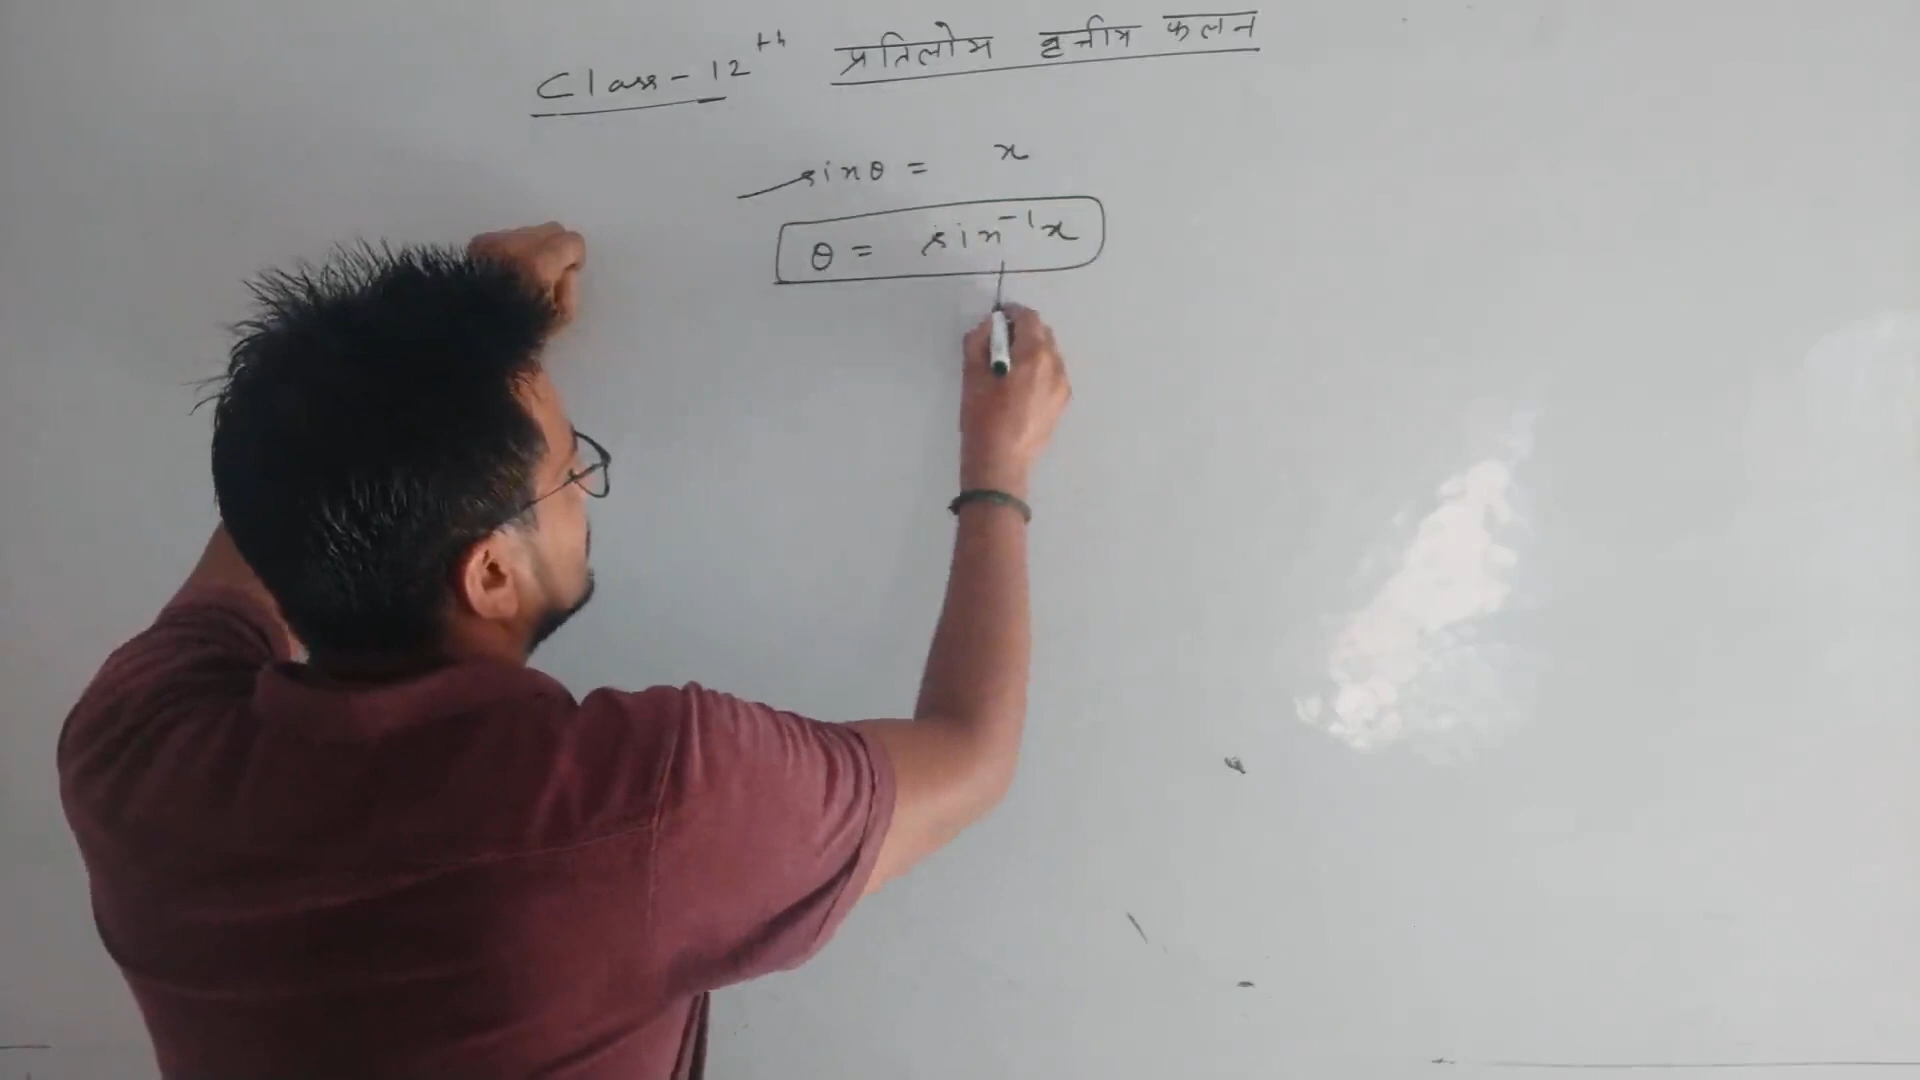 Class-12th प्रतिलोम वृत्तीय फलन
sinθ = x
θ = sin⁻¹x